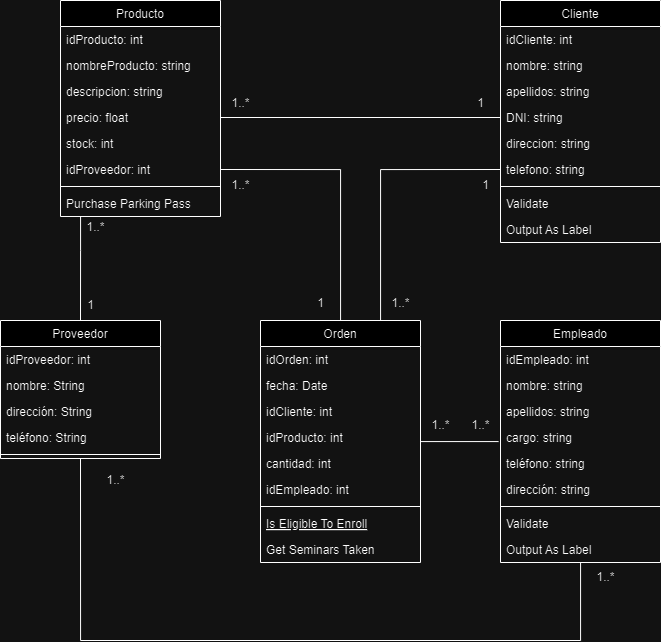 Producto
idProducto: int
nombreProducto: string
descripcion: string
precio: float
stock: int
idProveedor: int
Purchase Parking Pass
Cliente
idCliente: int
nombre: string
apellidos: string
DNI: string
direccion: string
telefono: string
Validate
Output As Label
1..*
1
1..*
1
1..*
1
1
1..*
Proveedor
idProveedor: int
nombre: String
dirección: String
teléfono: String
Orden
idOrden: int
fecha: Date
idCliente: int
idProducto: int
cantidad: int
idEmpleado: int
Is Eligible To Enroll
Get Seminars Taken
1..*
1..*
Empleado
idEmpleado: int
nombre: string
apellidos: string
cargo: string
teléfono: string
dirección: string
Validate
Output As Label
1..*
1..*